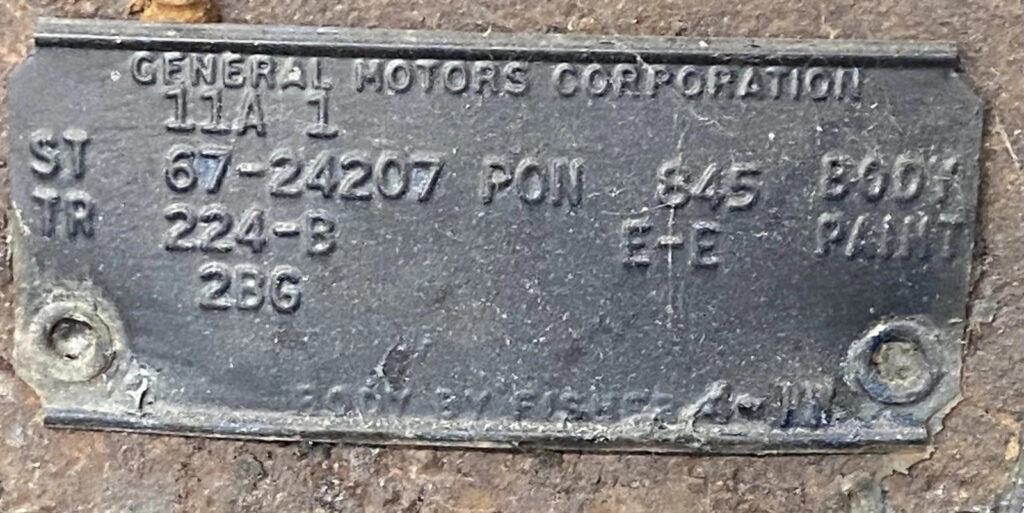 GENERAL MOTORS CORPORATION
11A 1
ST 67-24207 PON 845 BODY
TR 224-B E-E PAINT
2BG
BODY BY FISHER